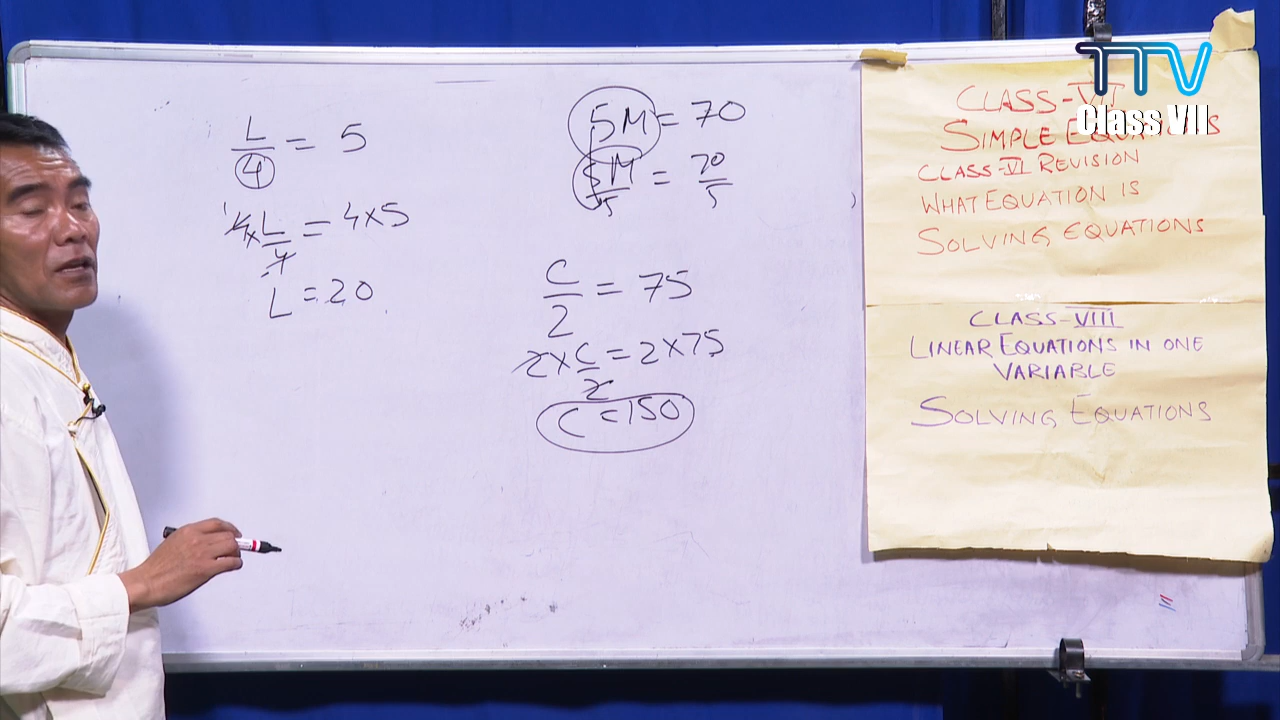 L/4 = 5
4×L/4 = 4×5
L = 20
5M = 70
5M/5 = 70/5
C/2 = 75
2×C/2 = 2×75
C = 150
TTV
Class VII
CLASS-VII
SIMPLE EQUATIONS
CLASS-VI REVISION
WHAT EQUATION IS
SOLVING EQUATIONS
CLASS-VIII
LINEAR EQUATIONS IN ONE
VARIABLE
SOLVING EQUATIONS